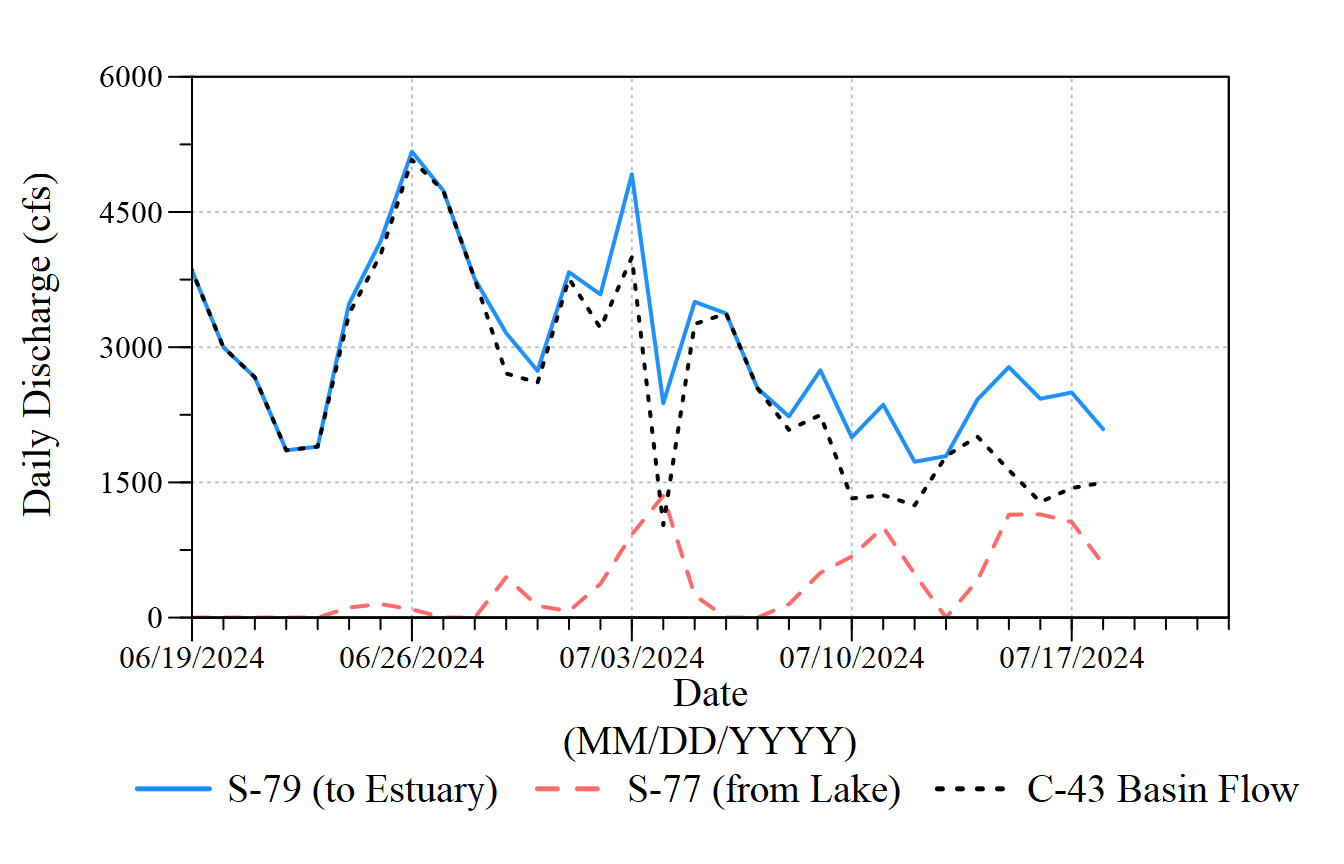 6000
4500
3000
1500
0
Daily Discharge (cfs)
06/19/2024 06/26/2024 07/03/2024 07/10/2024 07/17/2024
Date
(MM/DD/YYYY)
S-79 (to Estuary) S-77 (from Lake) C-43 Basin Flow